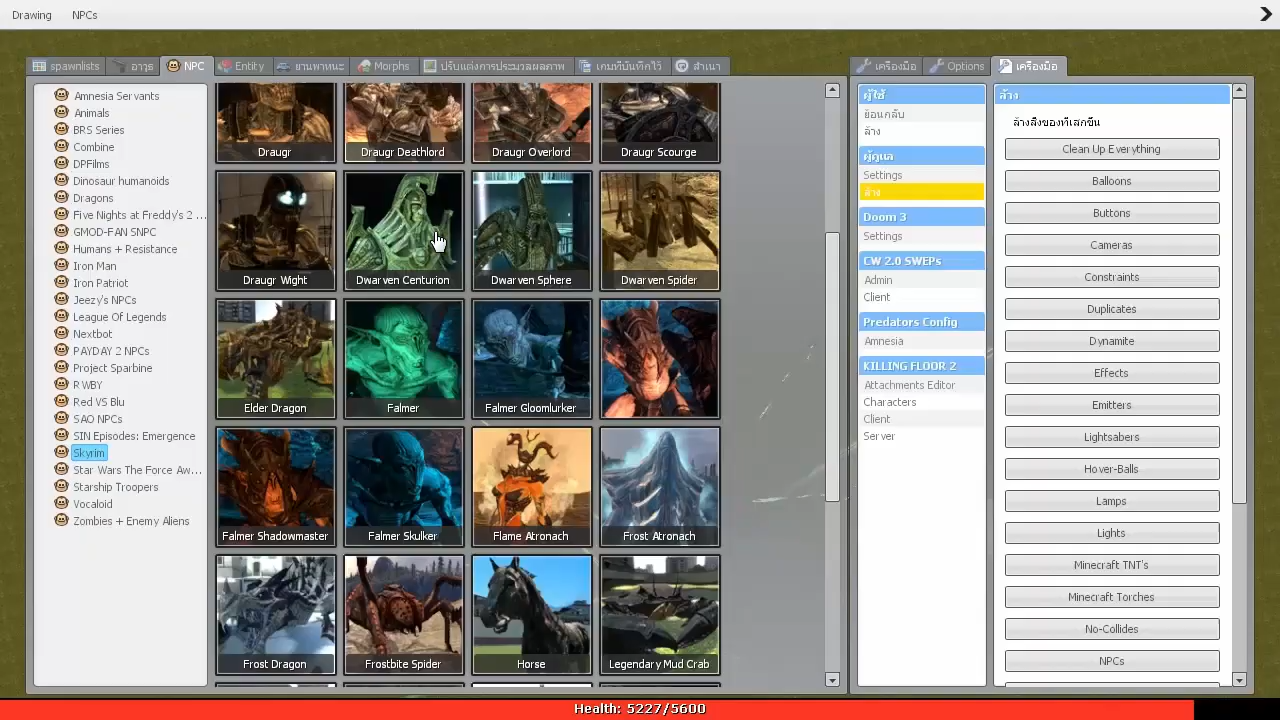 Drawing NPCs
spawnlists อาวุธ NPC Entity ยานพาหนะ Morphs ปรับแต่งการประมวลผลภาพ เกมที่บันทึกไว้ สำเนา
เครื่องมือ Options เครื่องมือ
Amnesia Servants
Animals
BRS Series
Combine
DPFilms
Dinosaur humanoids
Dragons
Five Nights at Freddy's 2 ...
GMOD-FAN SNPC
Humans + Resistance
Iron Man
Iron Patriot
Jeezy's NPCs
League Of Legends
Nextbot
PAYDAY 2 NPCs
Project Sparbine
RWBY
Red VS Blu
SAO NPCs
SIN Episodes: Emergence
Skyrim
Star Wars The Force Aw...
Starship Troopers
Vocaloid
Zombies + Enemy Aliens
Draugr Draugr Deathlord Draugr Overlord Draugr Scourge
Draugr Wight Dwarven Centurion Dwarven Sphere Dwarven Spider
Elder Dragon Falmer Falmer Gloomlurker
Falmer Shadowmaster Falmer Skulker Flame Atronach Frost Atronach
Frost Dragon Frostbite Spider Horse Legendary Mud Crab
ผู้ใช้
ย้อนกลับ
ล้าง
ผู้ดูแล
Settings
ล้าง
Doom 3
Settings
CW 2.0 SWEPs
Admin
Client
Predators Config
Amnesia
KILLING FLOOR 2
Attachments Editor
Characters
Client
Server
ล้าง
ล้างสิ่งของที่เสกขึ้น
Clean Up Everything
Balloons
Buttons
Cameras
Constraints
Duplicates
Dynamite
Effects
Emitters
Lightsabers
Hover-Balls
Lamps
Lights
Minecraft TNT's
Minecraft Torches
No-Collides
NPCs
Health: 5227/5600